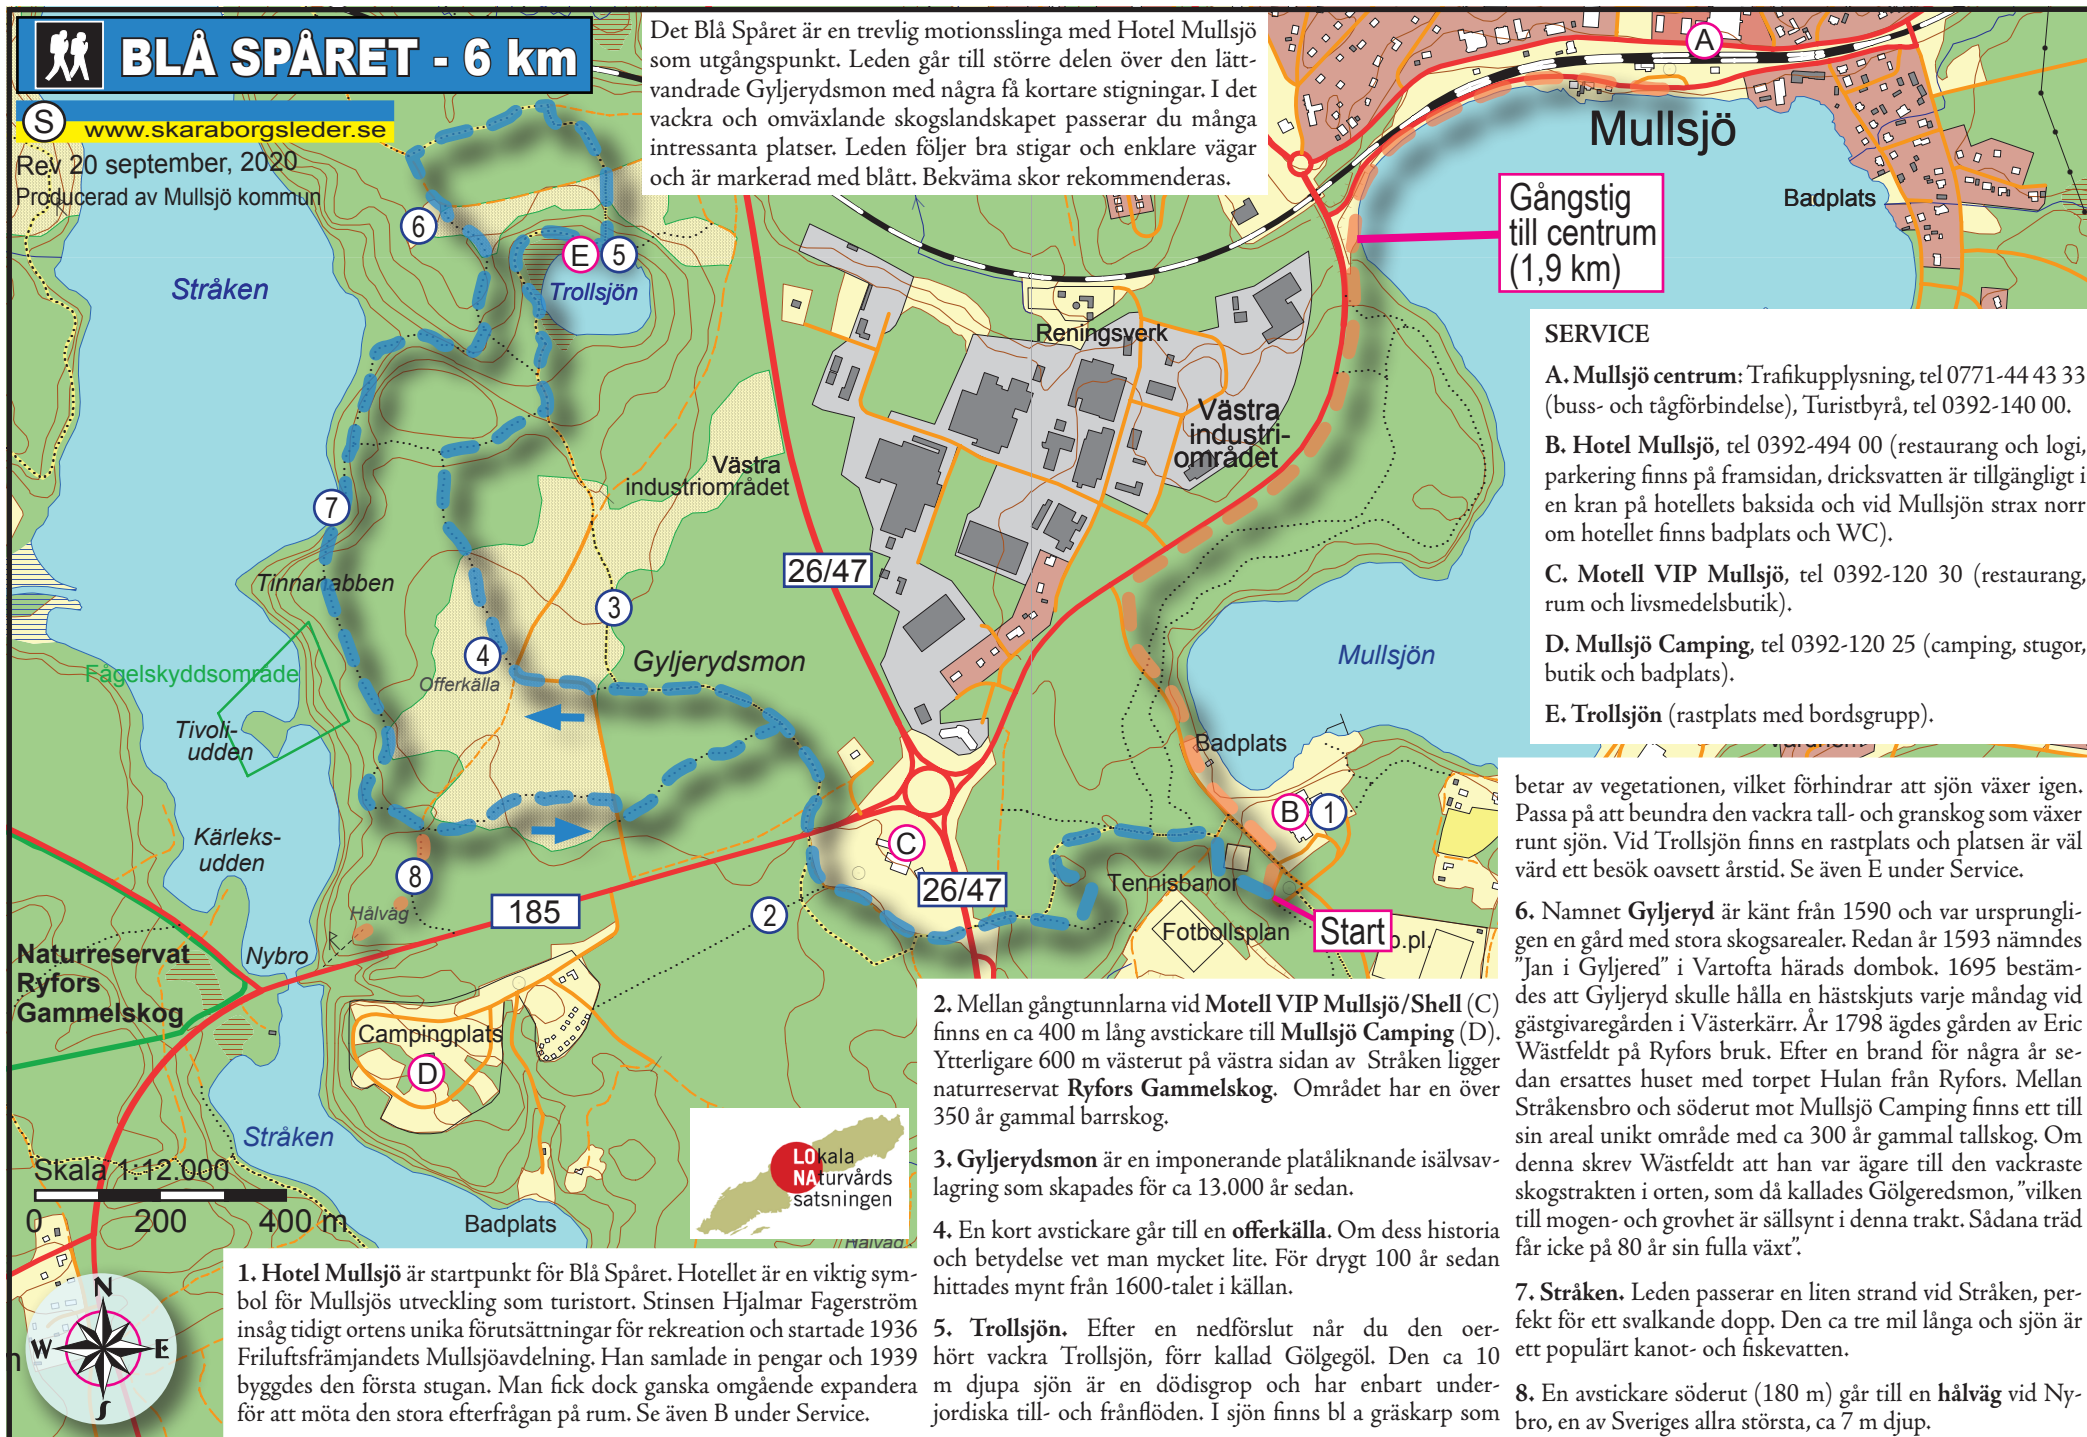 BLÅ SPÅRET - 6 km
S
www.skaraborgsleder.se
Rev 20 september, 2020
Producerad av Mullsjö kommun
Det Blå Spåret är en trevlig motionsslinga med Hotel Mullsjö
som utgångspunkt. Leden går till större delen över den lätt-
vandrade Gyljerydsmon med några få kortare stigningar. I det
vackra och omväxlande skogslandskapet passerar du många
intressanta platser. Leden följer bra stigar och enklare vägar
och är markerad med blått. Bekväma skor rekommenderas.
A
Mullsjö
Badplats
Gångstig
till centrum
(1,9 km)
6
E
5
Stråken
Trollsjön
Reningsverk
Västra
industri-
området
Västra
industriområdet
7
26/47
Tinnanabben
3
4
Gyljerydsmon
Offerkälla
Mullsjön
Fågelskyddsområde
Tivoli-
udden
Badplats
B
1
Kärleks-
udden
C
8
26/47
Tennisbanor
185
2
Hålväg
Fotbollsplan
Start
p.pl.
Naturreservat
Ryfors
Gammelskog
Nybro
Campingplats
D
Stråken
Skala 1:12.000
0
200
400 m
Badplats
LOkala
NAturvårds
satsningen
Hålväg
N
W
E
S
SERVICE
A. Mullsjö centrum: Trafikupplysning, tel 0771-44 43 33
(buss- och tågförbindelse), Turistbyrå, tel 0392-140 00.
B. Hotel Mullsjö, tel 0392-494 00 (restaurang och logi,
parkering finns på framsidan, dricksvatten är tillgängligt i
en kran på hotellets baksida och vid Mullsjön strax norr
om hotellet finns badplats och WC).
C. Motell VIP Mullsjö, tel 0392-120 30 (restaurang,
rum och livsmedelsbutik).
D. Mullsjö Camping, tel 0392-120 25 (camping, stugor,
butik och badplats).
E. Trollsjön (rastplats med bordsgrupp).
1. Hotel Mullsjö är startpunkt för Blå Spåret. Hotellet är en viktig sym-
bol för Mullsjös utveckling som turistort. Stinsen Hjalmar Fagerström
insåg tidigt ortens unika förutsättningar för rekreation och startade 1936
Friluftsfrämjandets Mullsjöavdelning. Han samlade in pengar och 1939
byggdes den första stugan. Man fick dock ganska omgående expandera
för att möta den stora efterfrågan på rum. Se även B under Service.
2. Mellan gångtunnlarna vid Motell VIP Mullsjö/Shell (C)
finns en ca 400 m lång avstickare till Mullsjö Camping (D).
Ytterligare 600 m västerut på västra sidan av Stråken ligger
naturreservat Ryfors Gammelskog. Området har en över
350 år gammal barrskog.
3. Gyljerydsmon är en imponerande platåliknande isälvsav-
lagring som skapades för ca 13.000 år sedan.
4. En kort avstickare går till en offerkälla. Om dess historia
och betydelse vet man mycket lite. För drygt 100 år sedan
hittades mynt från 1600-talet i källan.
5. Trollsjön. Efter en nedförslut når du den oer-
hört vackra Trollsjön, förr kallad Gölgegöl. Den ca 10
m djupa sjön är en dödisgrop och har enbart under-
jordiska till- och frånflöden. I sjön finns bl a gräskarp som
betar av vegetationen, vilket förhindrar att sjön växer igen.
Passa på att beundra den vackra tall- och granskog som växer
runt sjön. Vid Trollsjön finns en rastplats och platsen är väl
värd ett besök oavsett årstid. Se även E under Service.
6. Namnet Gyljeryd är känt från 1590 och var ursprungli-
gen en gård med stora skogsarealer. Redan år 1593 nämndes
"Jan i Gyljered" i Vartofta härads dombok. 1695 bestäm-
des att Gyljeryd skulle hålla en hästskjuts varje måndag vid
gästgivaregården i Västerkärr. År 1798 ägdes gården av Eric
Wästfeldt på Ryfors bruk. Efter en brand för några år se-
dan ersattes huset med torpet Hulan från Ryfors. Mellan
Stråkensbro och söderut mot Mullsjö Camping finns ett till
sin areal unikt område med ca 300 år gammal tallskog. Om
denna skrev Wästfeldt att han var ägare till den vackraste
skogstrakten i orten, som då kallades Gölgeredsmon, "vilken
till mogen- och grovhet är sällsynt i denna trakt. Sådana träd
får icke på 80 år sin fulla växt".
7. Stråken. Leden passerar en liten strand vid Stråken, per-
fekt för ett svalkande dopp. Den ca tre mil långa och sjön är
ett populärt kanot- och fiskevatten.
8. En avstickare söderut (180 m) går till en hålväg vid Ny-
bro, en av Sveriges allra största, ca 7 m djup.